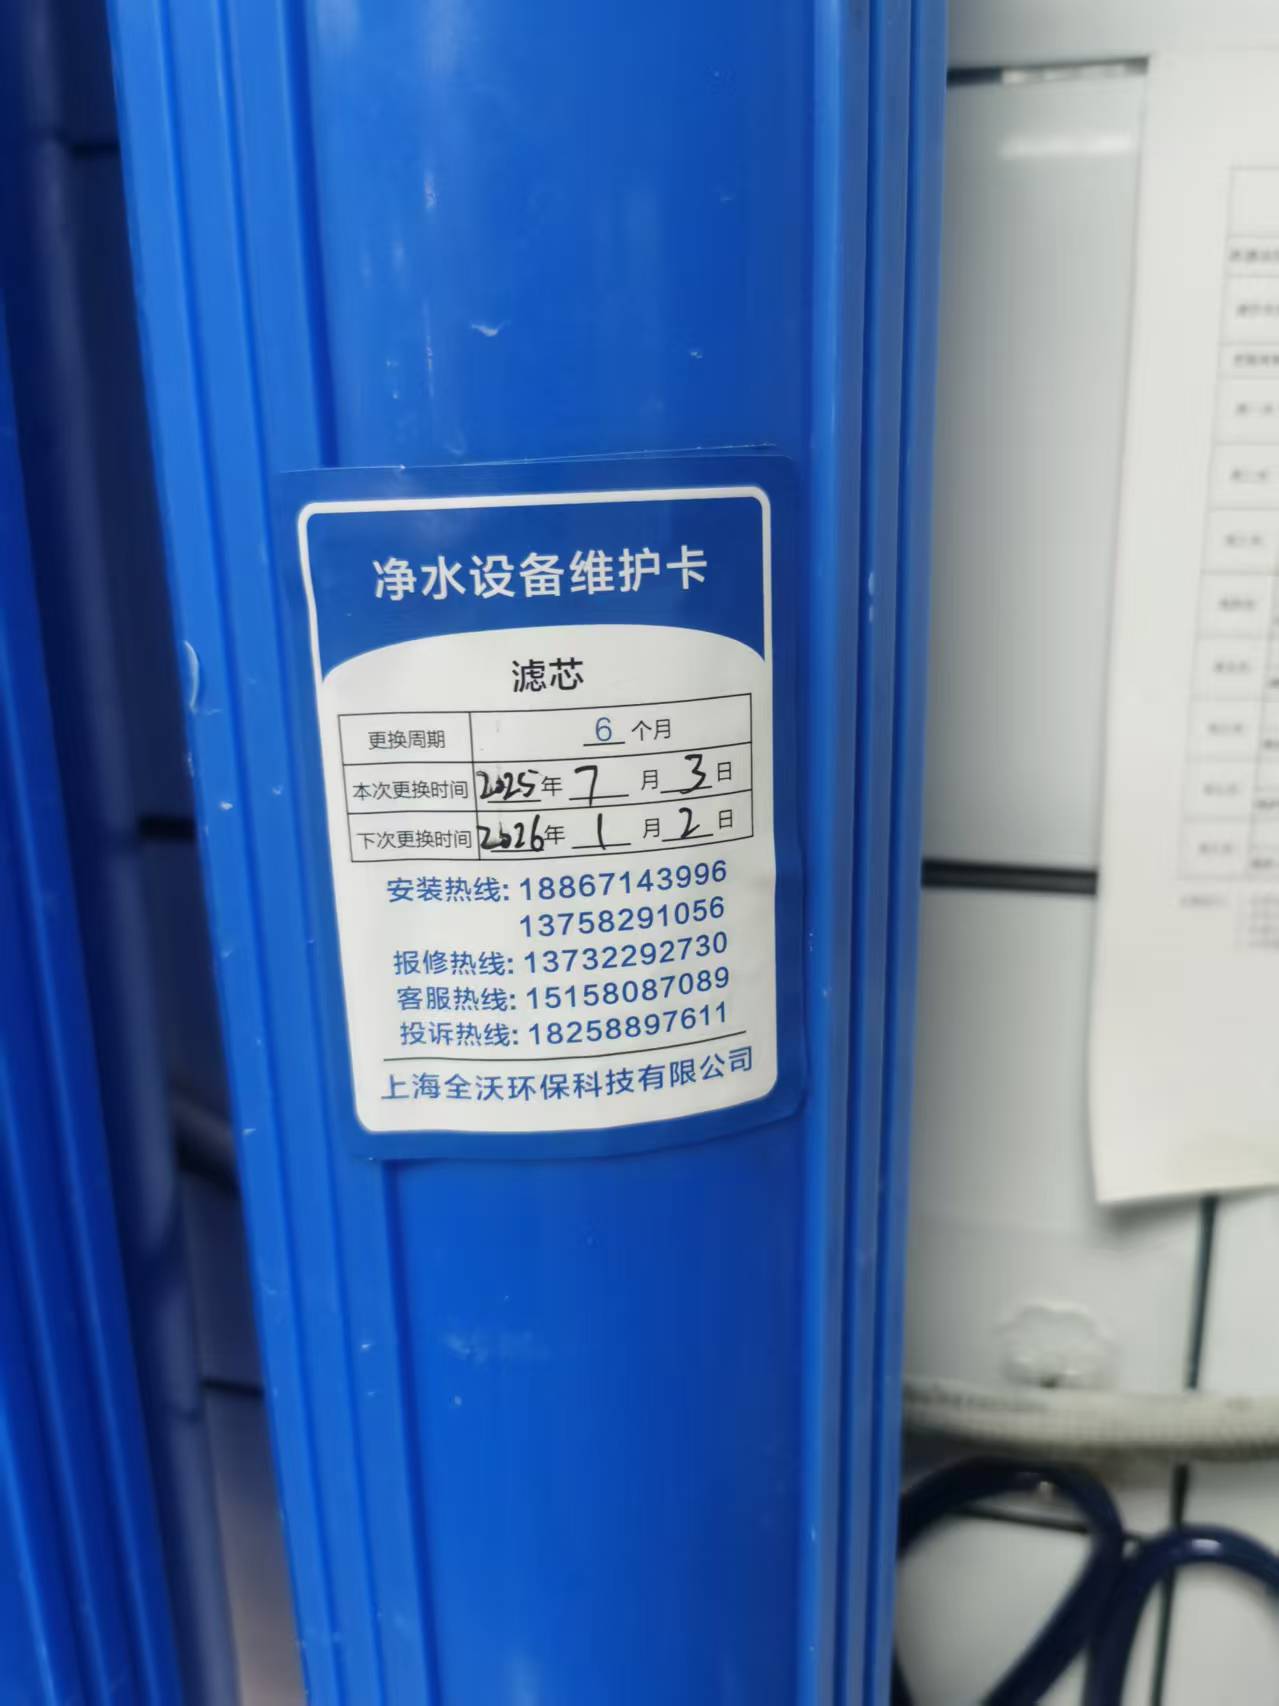 净水设备维护卡
滤芯
更换周期 6 个月
本次更换时间 2025年 7 月 3 日
下次更换时间 2026年 1 月 2 日
安装热线: 18867143996
13758291056
报修热线: 13732292730
客服热线: 15158087089
投诉热线: 18258897611
上海全沃环保科技有限公司